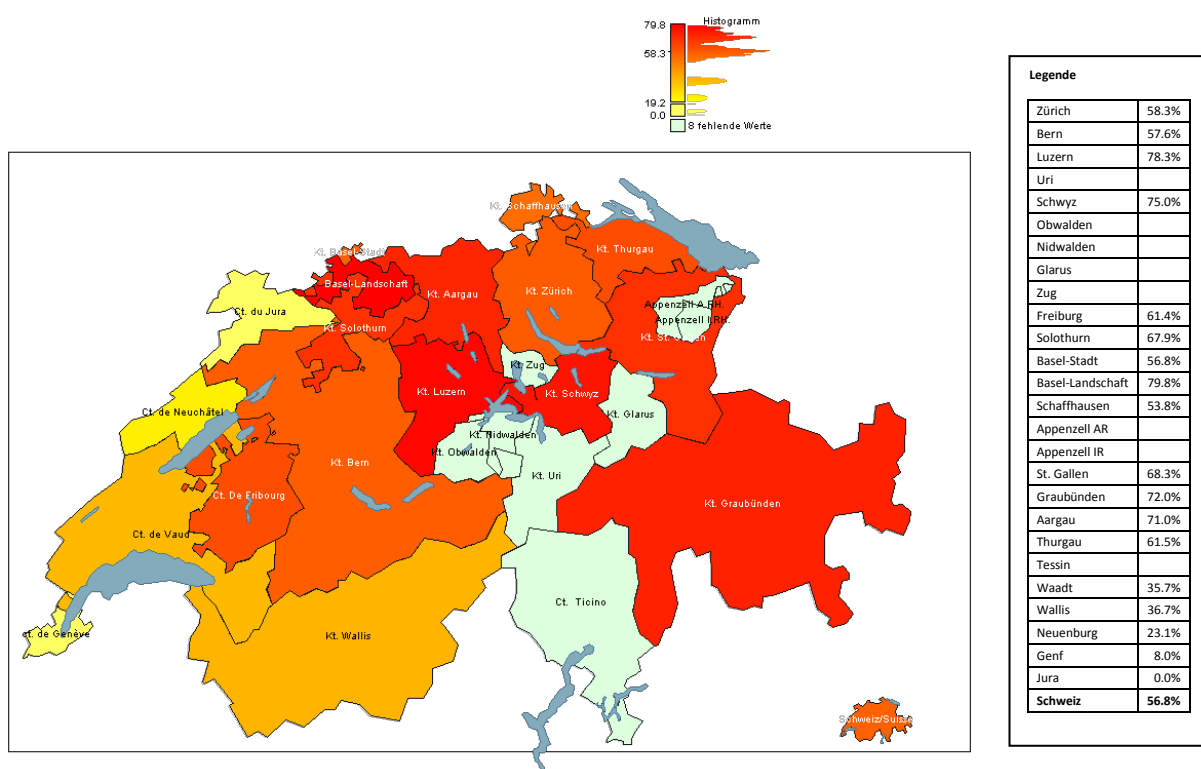 79.8
Histogramm
58.3
19.2
0.0
8 fehlende Werte
Legende
Zürich 58.3%
Bern 57.6%
Luzern 78.3%
Uri
Schwyz 75.0%
Obwalden
Nidwalden
Glarus
Zug
Freiburg 61.4%
Solothurn 67.9%
Basel-Stadt 56.8%
Basel-Landschaft 79.8%
Schaffhausen 53.8%
Appenzell AR
Appenzell IR
St. Gallen 68.3%
Graubünden 72.0%
Aargau 71.0%
Thurgau 61.5%
Tessin
Waadt 35.7%
Wallis 36.7%
Neuenburg 23.1%
Genf 8.0%
Jura 0.0%
Schweiz 56.8%
Kt. Schaffhausen
Kt. Basel-Stadt
Kt. Thurgau
Basel-Landschaft
Kt. Aargau
Kt. Zürich
Appenzell A.RH.
Ct. du Jura
Appenzell I.RH.
Kt. Solothurn
Kt. St. Gallen
Kt. Zug
Kt. Luzern
Kt. Schwyz
Ct. de Neuchâtel
Kt. Glarus
Kt. Nidwalden
Kt. Obwalden
Kt. Bern
Kt. Uri
Ct. De Fribourg
Kt. Graubünden
Ct. de Vaud
Ct. Ticino
ct. de Genève
Kt. Wallis
Schweiz/Suisse